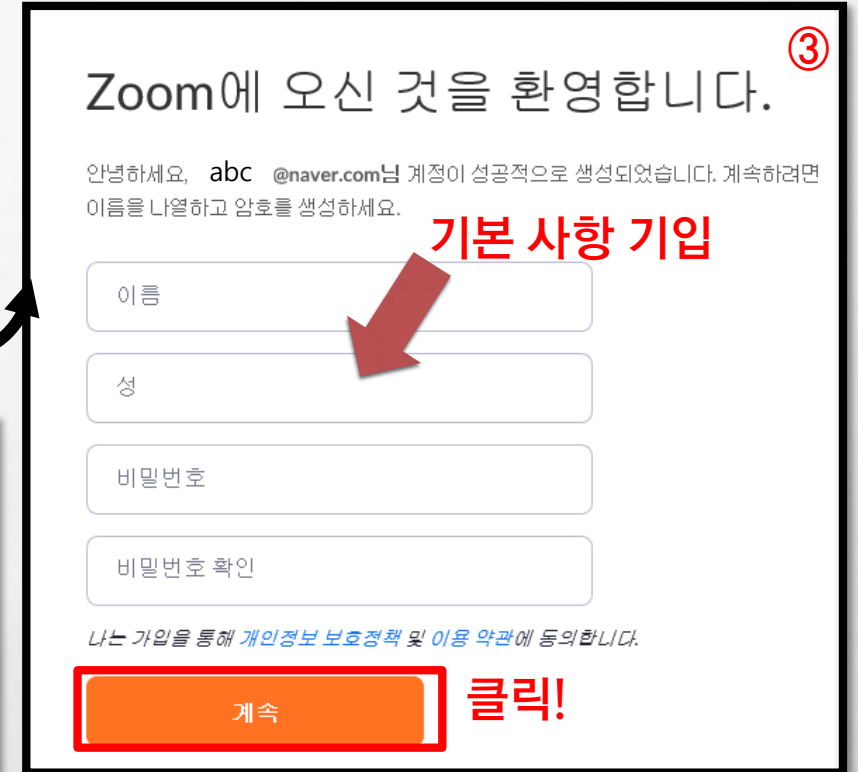 ③
Zoom에 오신 것을 환영합니다.
안녕하세요, abc @naver.com님 계정이 성공적으로 생성되었습니다. 계속하려면
이름을 나열하고 암호를 생성하세요.
기본 사항 기입
이름
성
비밀번호
비밀번호 확인
나는 가입을 통해 개인정보 보호정책 및 이용 약관에 동의합니다.
계속
클릭!